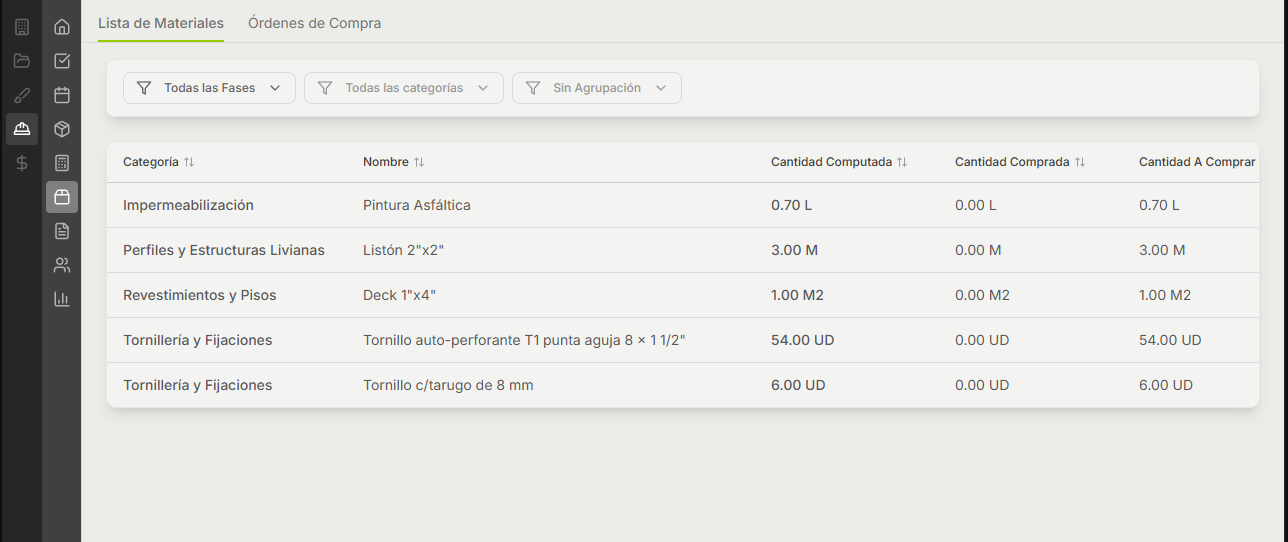 Lista de Materiales Órdenes de Compra
Todas las Fases Todas las categorías Sin Agrupación
Categoría Nombre Cantidad Computada Cantidad Comprada Cantidad A Comprar
Impermeabilización Pintura Asfáltica 0.70 L 0.00 L 0.70 L
Perfiles y Estructuras Livianas Listón 2"x2" 3.00 M 0.00 M 3.00 M
Revestimientos y Pisos Deck 1"x4" 1.00 M2 0.00 M2 1.00 M2
Tornillería y Fijaciones Tornillo auto-perforante T1 punta aguja 8 × 1 1/2" 54.00 UD 0.00 UD 54.00 UD
Tornillería y Fijaciones Tornillo c/tarugo de 8 mm 6.00 UD 0.00 UD 6.00 UD